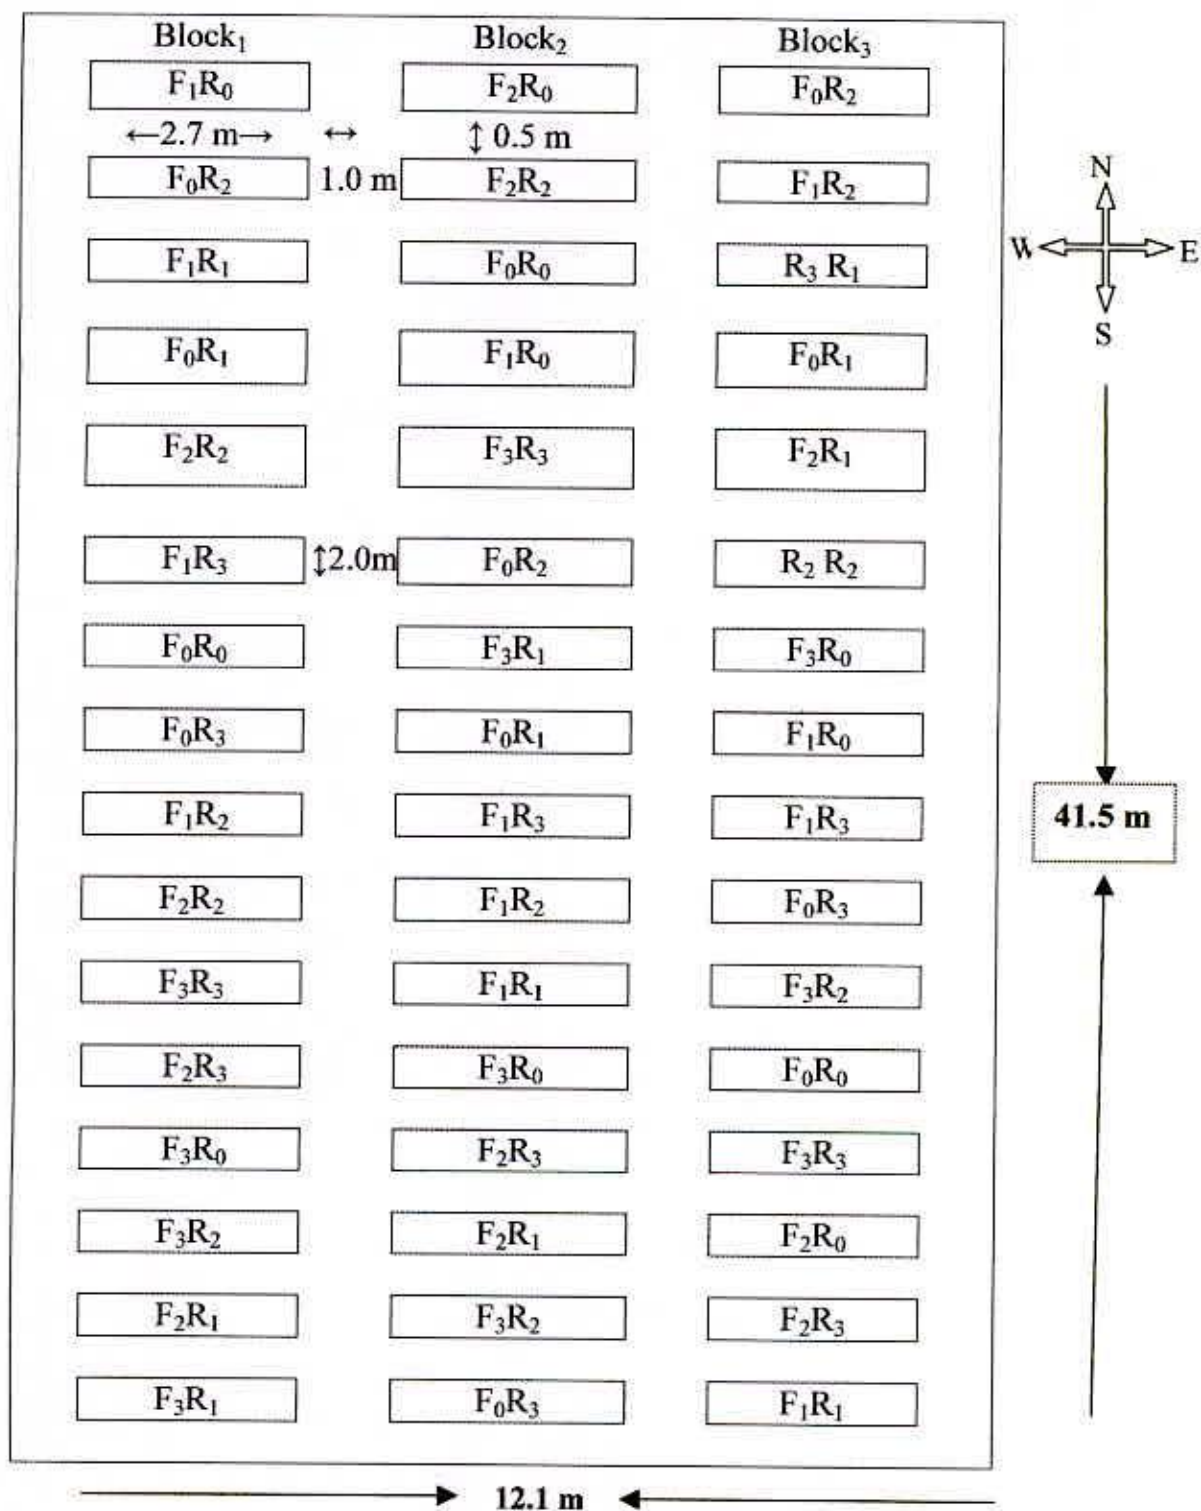 Block₁ Block₂ Block₃
F₁R₀ F₂R₀ F₀R₂
←2.7 m→ ↔ ↕ 0.5 m
F₀R₂ 1.0 m F₂R₂ F₁R₂
N
W E
S
F₁R₁ F₀R₀ R₃ R₁
F₀R₁ F₁R₀ F₀R₁
F₂R₂ F₃R₃ F₂R₁
F₁R₃ ↕2.0m F₀R₂ R₂ R₂
F₀R₀ F₃R₁ F₃R₀
F₀R₃ F₀R₁ F₁R₀
F₁R₂ F₁R₃ F₁R₃
41.5 m
F₂R₂ F₁R₂ F₀R₃
F₃R₃ F₁R₁ F₃R₂
F₂R₃ F₃R₀ F₀R₀
F₃R₀ F₂R₃ F₃R₃
F₃R₂ F₂R₁ F₂R₀
F₂R₁ F₃R₂ F₂R₃
F₃R₁ F₀R₃ F₁R₁
12.1 m